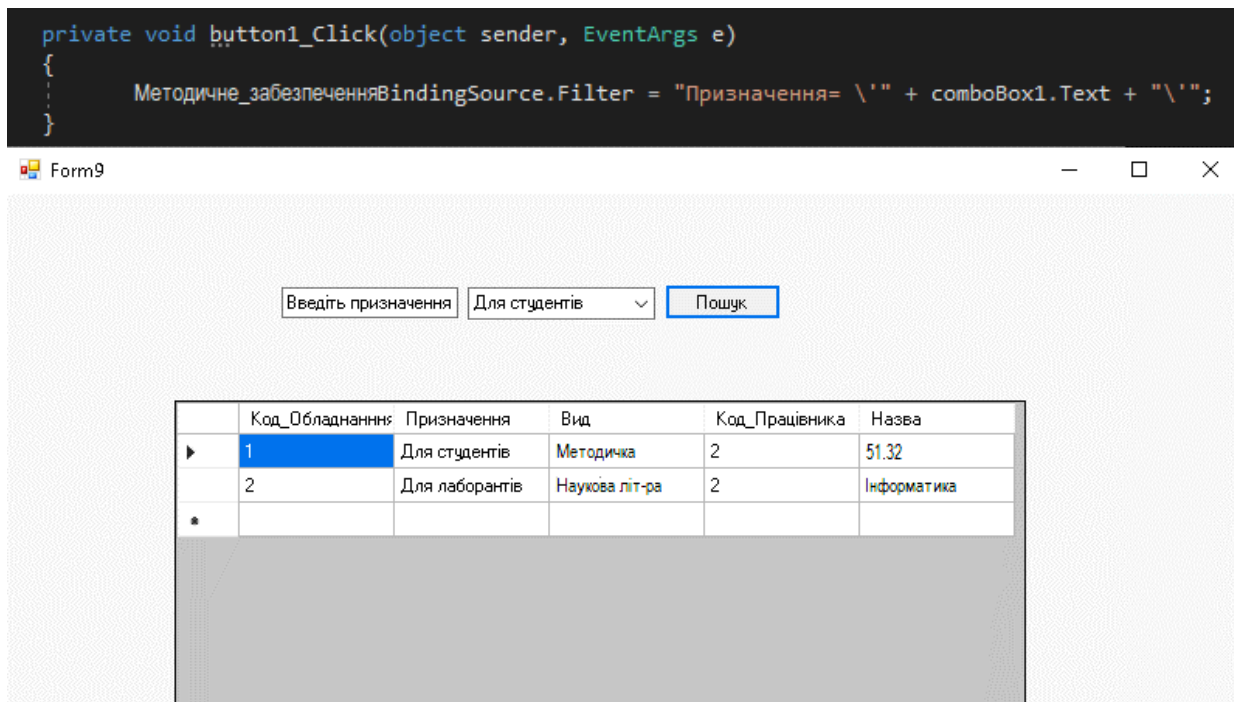 private void button1_Click(object sender, EventArgs e)
{
Методичне_забезпеченняBindingSource.Filter = "Призначення= \'" + comboBox1.Text + "\'";
}
Form9
Введіть призначення Для студентів Пошук
Код_Обладнанння Призначення Вид Код_Працівника Назва
1 Для студентів Методичка 2 51.32
2 Для лаборантів Наукова літ-ра 2 Інформатика